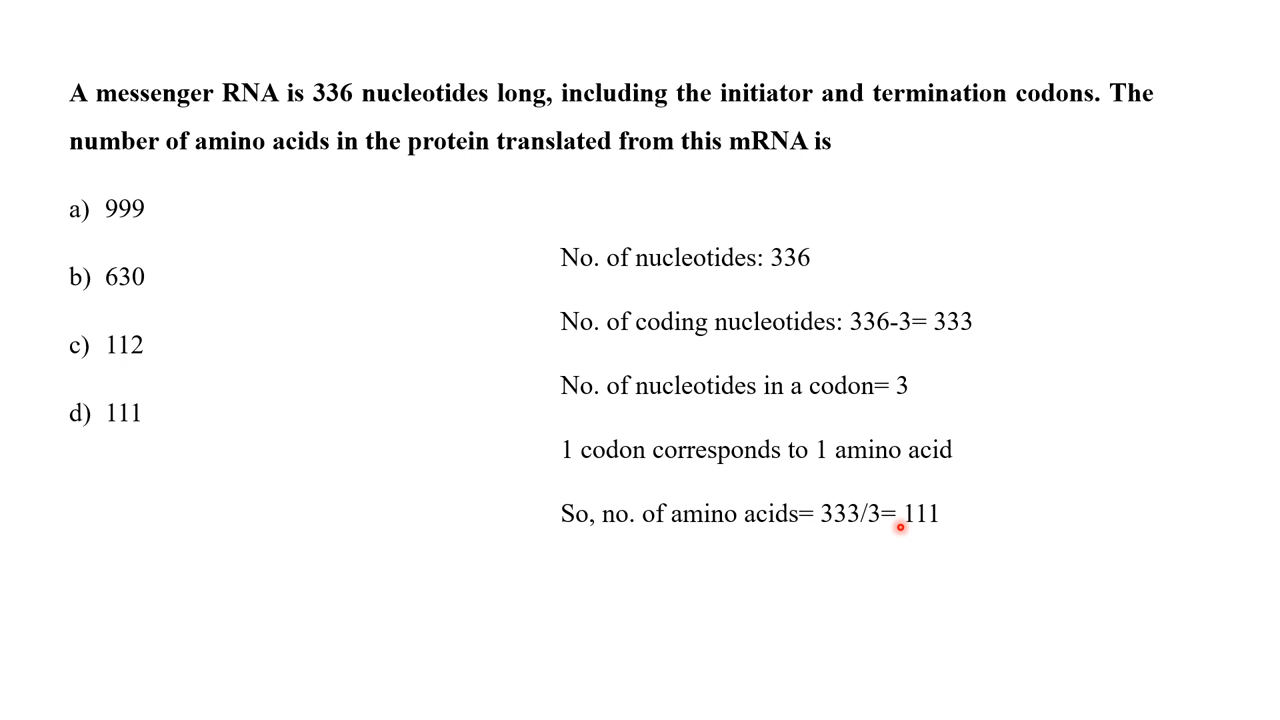 A messenger RNA is 336 nucleotides long, including the initiator and termination codons. The
number of amino acids in the protein translated from this mRNA is
a) 999
b) 630
c) 112
d) 111
No. of nucleotides: 336
No. of coding nucleotides: 336-3= 333
No. of nucleotides in a codon= 3
1 codon corresponds to 1 amino acid
So, no. of amino acids= 333/3= 111